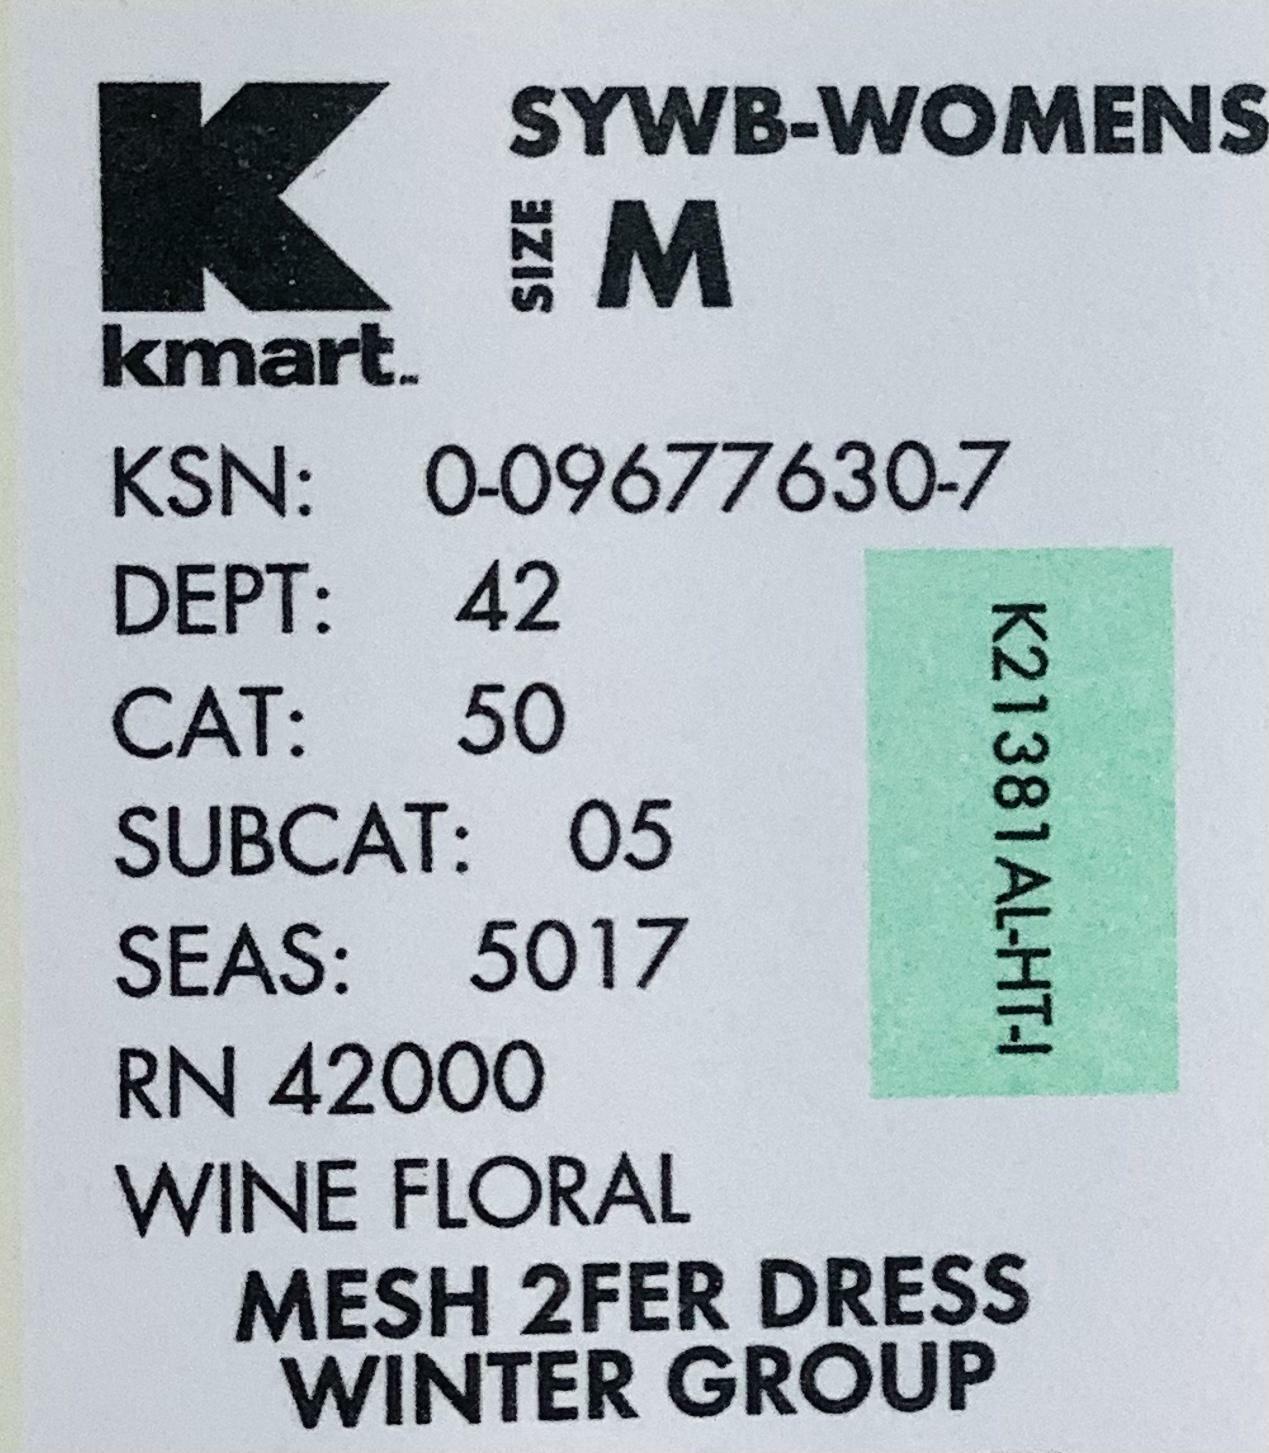 K
kmart™
SYWB-WOMENS
SIZE M
KSN: 0-09677630-7
DEPT: 42
CAT: 50
SUBCAT: 05
SEAS: 5017
RN 42000
WINE FLORAL
MESH 2FER DRESS
WINTER GROUP
K21381AL-HT-I